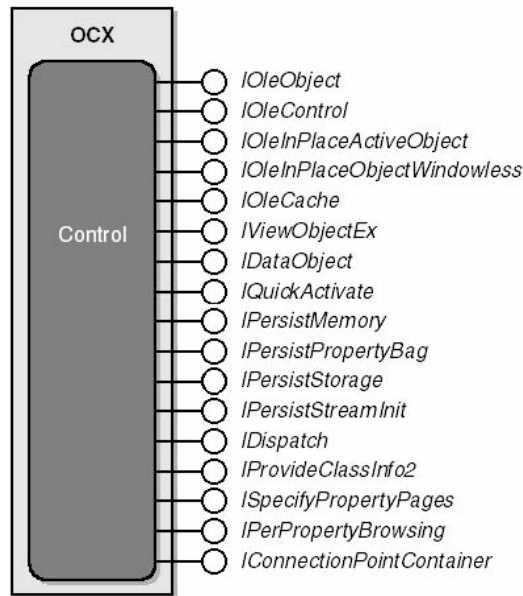 OCX
Control
IOleObject
IOleControl
IOleInPlaceActiveObject
IOleInPlaceObjectWindowless
IOleCache
IViewObjectEx
IDataObject
IQuickActivate
IPersistMemory
IPersistPropertyBag
IPersistStorage
IPersistStreamInit
IDispatch
IProvideClassInfo2
ISpecifyPropertyPages
IPerPropertyBrowsing
IConnectionPointContainer